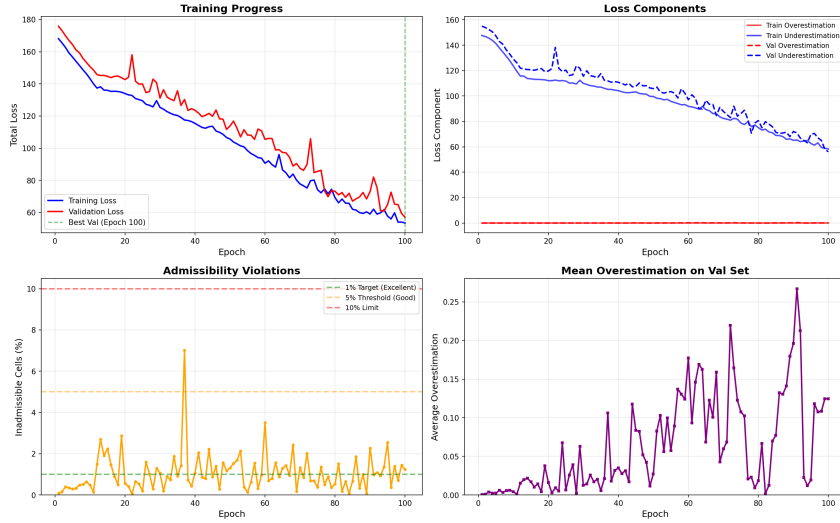 Training Progress
180
160
140
120
100
80
60
Total Loss
0
20
40
60
80
100
Epoch
Training Loss
Validation Loss
Best Val (Epoch 100)
Loss Components
160
140
120
100
80
60
40
20
0
Loss Component
0
20
40
60
80
100
Epoch
Train Overestimation
Train Underestimation
Val Overestimation
Val Underestimation
Admissibility Violations
10
8
6
4
2
0
Inadmissible Cells (%)
0
20
40
60
80
100
Epoch
1% Target (Excellent)
5% Threshold (Good)
10% Limit
Mean Overestimation on Val Set
0.25
0.20
0.15
0.10
0.05
0.00
Average Overestimation
0
20
40
60
80
100
Epoch